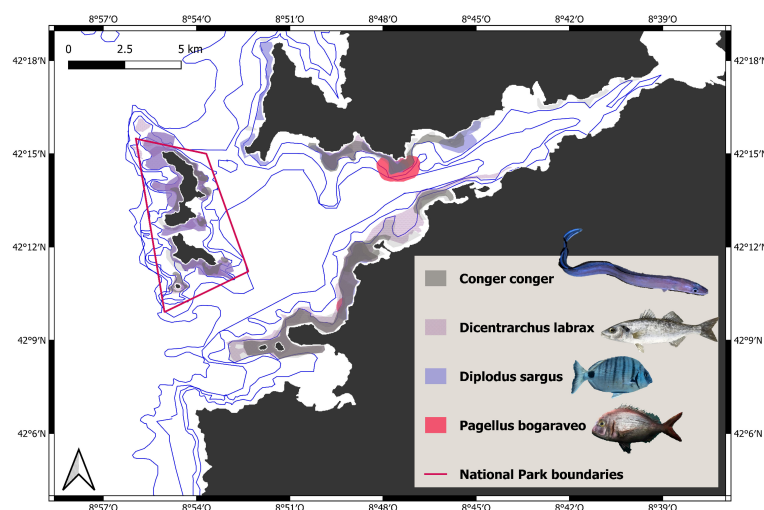 8°57'O 8°54'O 8°51'O 8°48'O 8°45'O 8°42'O 8°39'O
0 2.5 5 km
42°18'N 42°18'N
42°15'N 42°15'N
42°12'N 42°12'N
Conger conger
Dicentrarchus labrax
42°9'N 42°9'N
Diplodus sargus
Pagellus bogaraveo
42°6'N 42°6'N
National Park boundaries
8°57'O 8°54'O 8°51'O 8°48'O 8°45'O 8°42'O 8°39'O